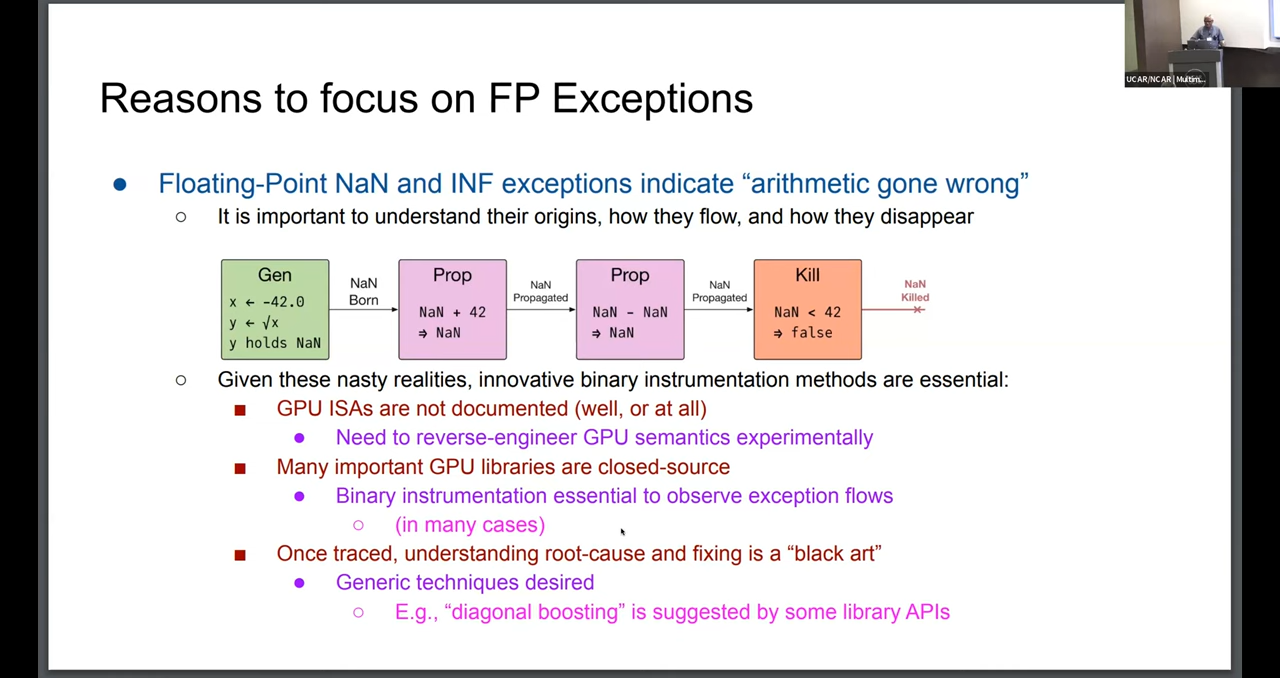 UCAR/NCAR | Multim...
Reasons to focus on FP Exceptions
Floating-Point NaN and INF exceptions indicate “arithmetic gone wrong”
It is important to understand their origins, how they flow, and how they disappear
Gen
x ← -42.0
y ← √x
y holds NaN
NaN
Born
Prop
NaN + 42
⇒ NaN
NaN
Propagated
Prop
NaN - NaN
⇒ NaN
NaN
Propagated
Kill
NaN < 42
⇒ false
NaN
Killed
Given these nasty realities, innovative binary instrumentation methods are essential:
GPU ISAs are not documented (well, or at all)
Need to reverse-engineer GPU semantics experimentally
Many important GPU libraries are closed-source
Binary instrumentation essential to observe exception flows
(in many cases)
Once traced, understanding root-cause and fixing is a “black art”
Generic techniques desired
E.g., “diagonal boosting” is suggested by some library APIs